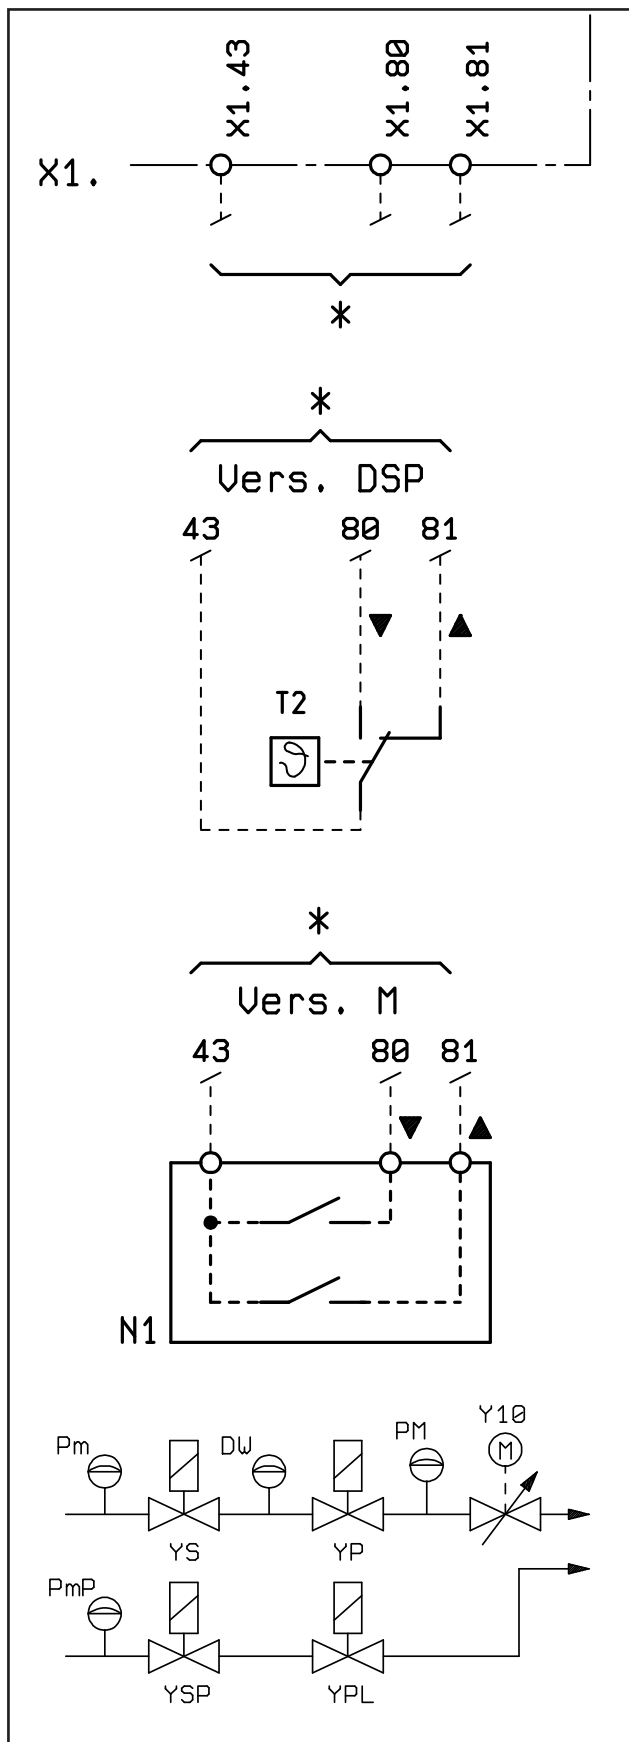 X1.43 X1.80 X1.81
X1.
*
*
Vers. DSP
43 80 81
T2
*
Vers. M
43 80 81
N1
Pm DW PM Y10
M
YS YP
PmP
YSP YPL